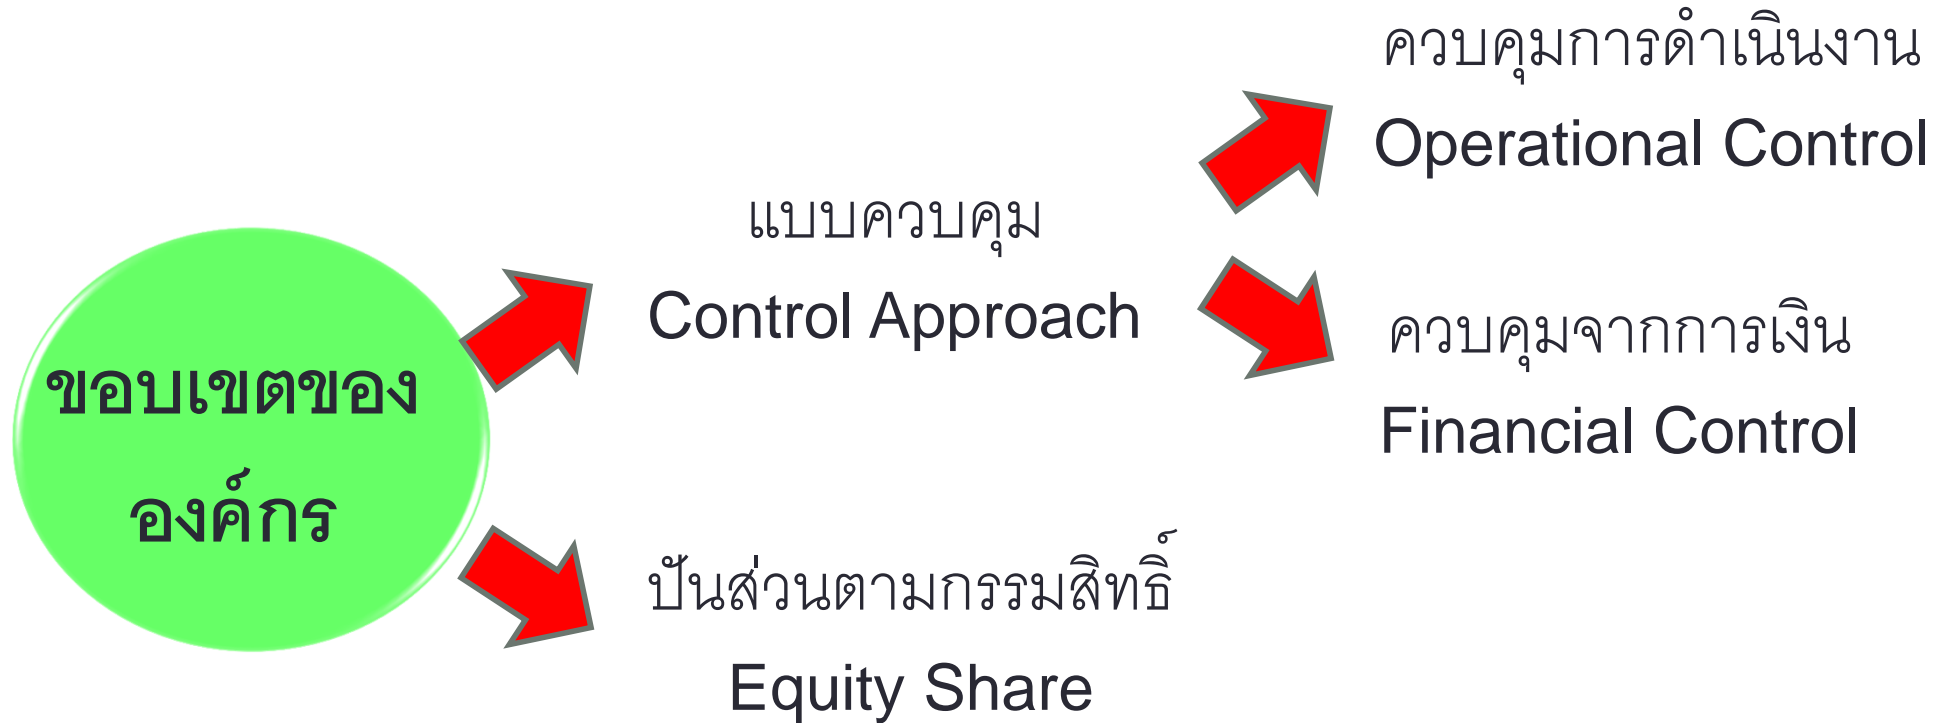 ขอบเขตของ
องค์กร
แบบควบคุม
Control Approach
ควบคุมการดำเนินงาน
Operational Control
ควบคุมจากการเงิน
Financial Control
ปันส่วนตามกรรมสิทธิ์
Equity Share